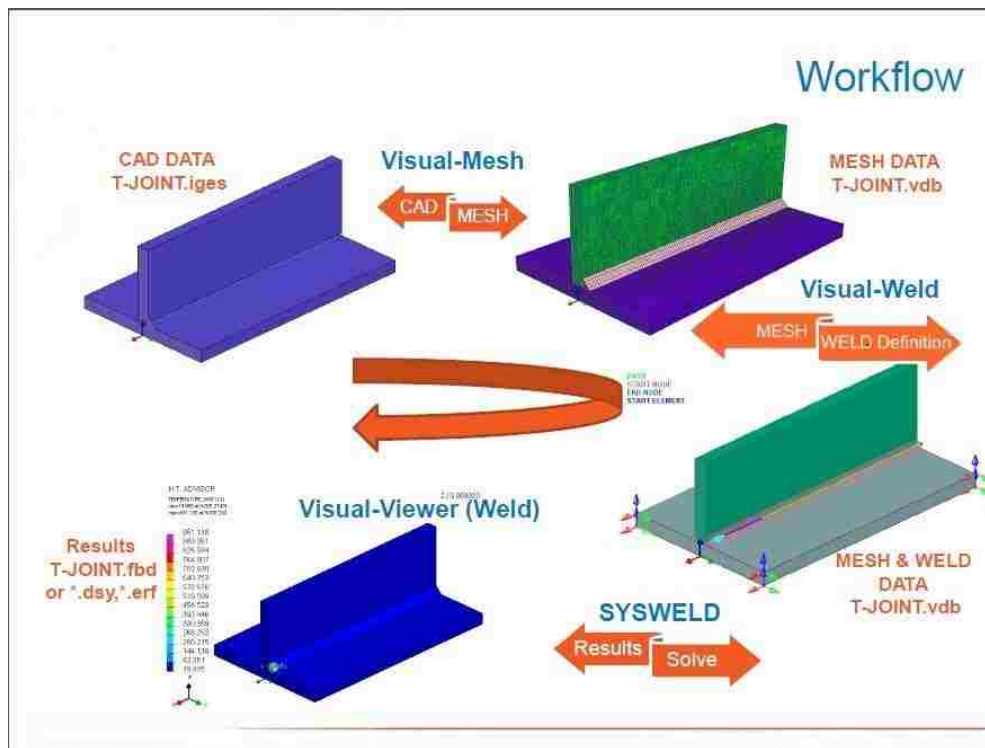 Workflow
CAD DATA
T-JOINT.iges
Visual-Mesh
CAD
MESH
MESH DATA
T-JOINT.vdb
Visual-Weld
MESH
WELD Definition
START NODE
END NODE
START ELEMENT
Visual-Viewer (Weld)
Results
T-JOINT.fbd
or *.dsy,*.erf
MESH & WELD
DATA
T-JOINT.vdb
SYSWELD
Results
Solve